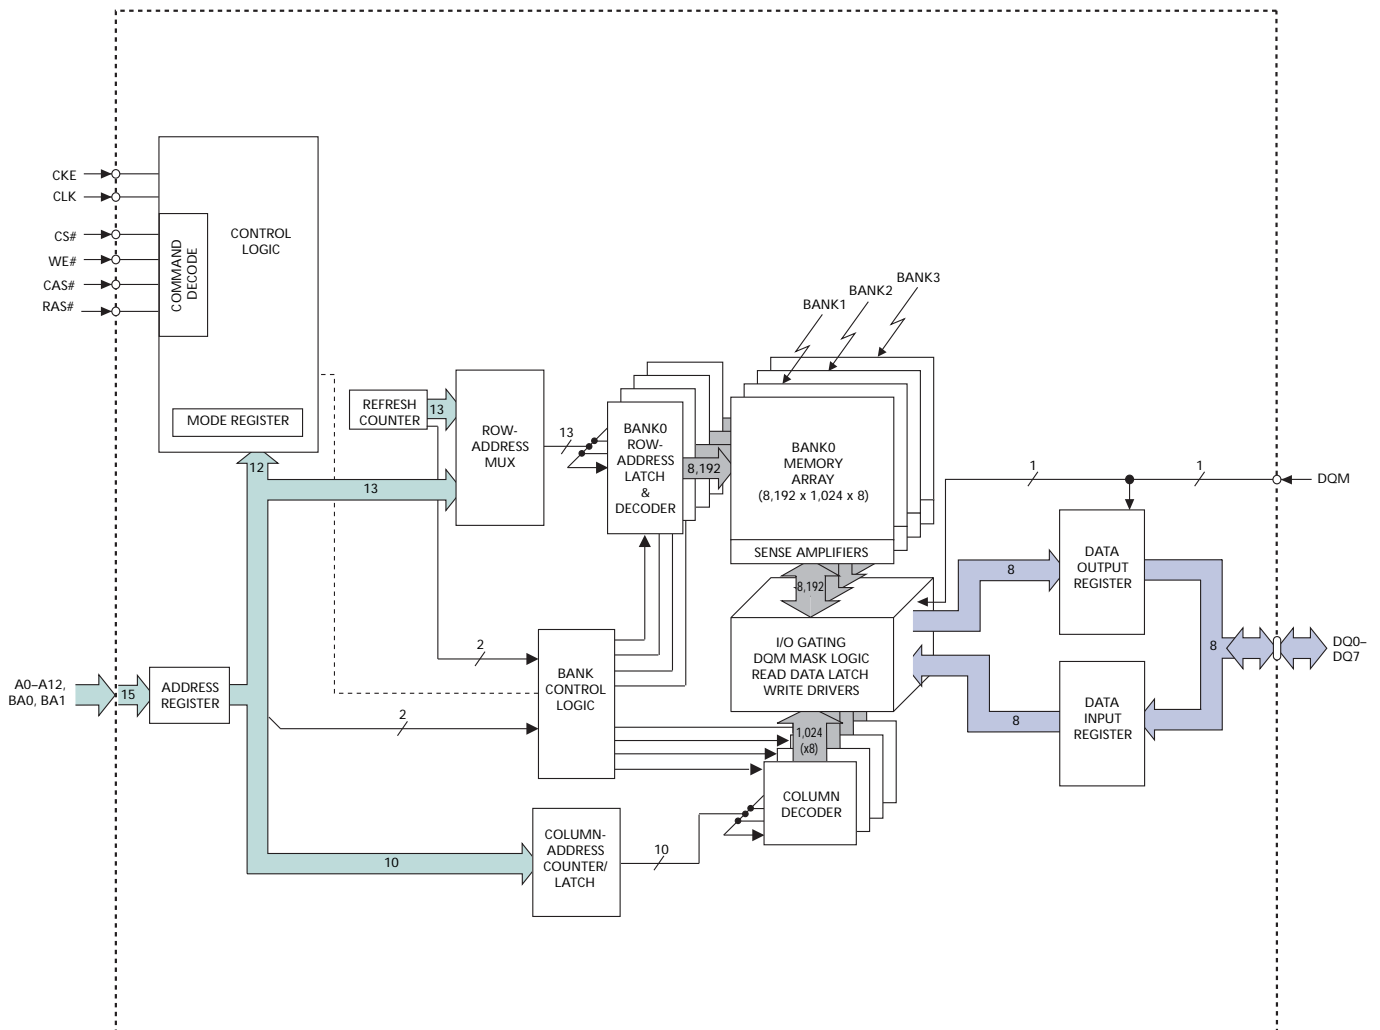 CKE
CLK
CS#
WE#
CAS#
RAS#
COMMAND
DECODE
CONTROL
LOGIC
MODE REGISTER
12
REFRESH
COUNTER
13
13
ROW-
ADDRESS
MUX
13
BANK0
ROW-
ADDRESS
LATCH
&
DECODER
8,192
BANK1
BANK2
BANK3
BANK0
MEMORY
ARRAY
(8,192 x 1,024 x 8)
SENSE AMPLIFIERS
8,192
I/O GATING
DQM MASK LOGIC
READ DATA LATCH
WRITE DRIVERS
1
1
DQM
DATA
OUTPUT
REGISTER
8
8
DQ0–
DQ7
DATA
INPUT
REGISTER
8
A0–A12,
BA0, BA1
15
ADDRESS
REGISTER
2
2
BANK
CONTROL
LOGIC
1,024
(x8)
COLUMN
DECODER
10
COLUMN-
ADDRESS
COUNTER/
LATCH
10